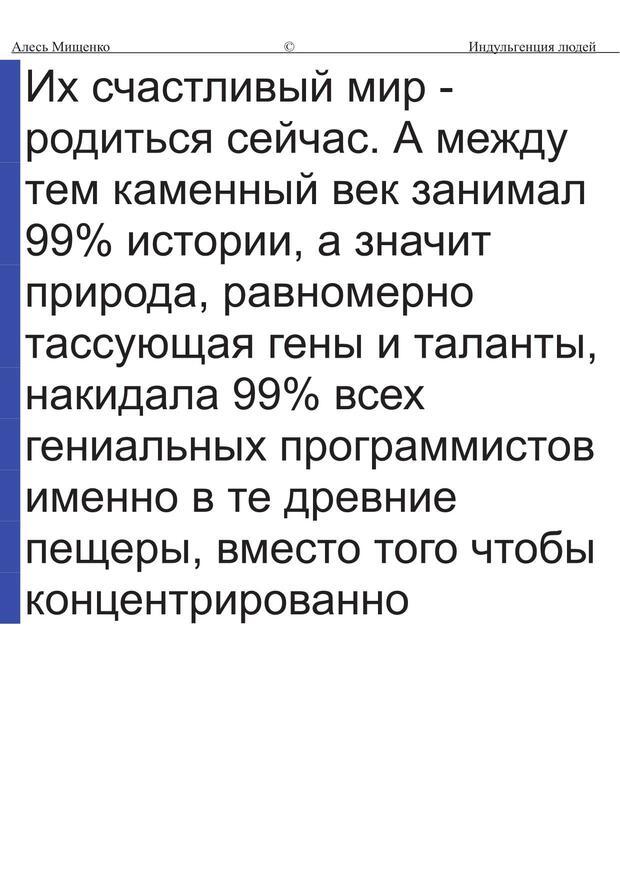 Алесь Мищенко © Индульгенция людей
Их счастливый мир -
родиться сейчас. А между
тем каменный век занимал
99% истории, а значит
природа, равномерно
тассующая гены и таланты,
накидала 99% всех
гениальных программистов
именно в те древние
пещеры, вместо того чтобы
концентрированно